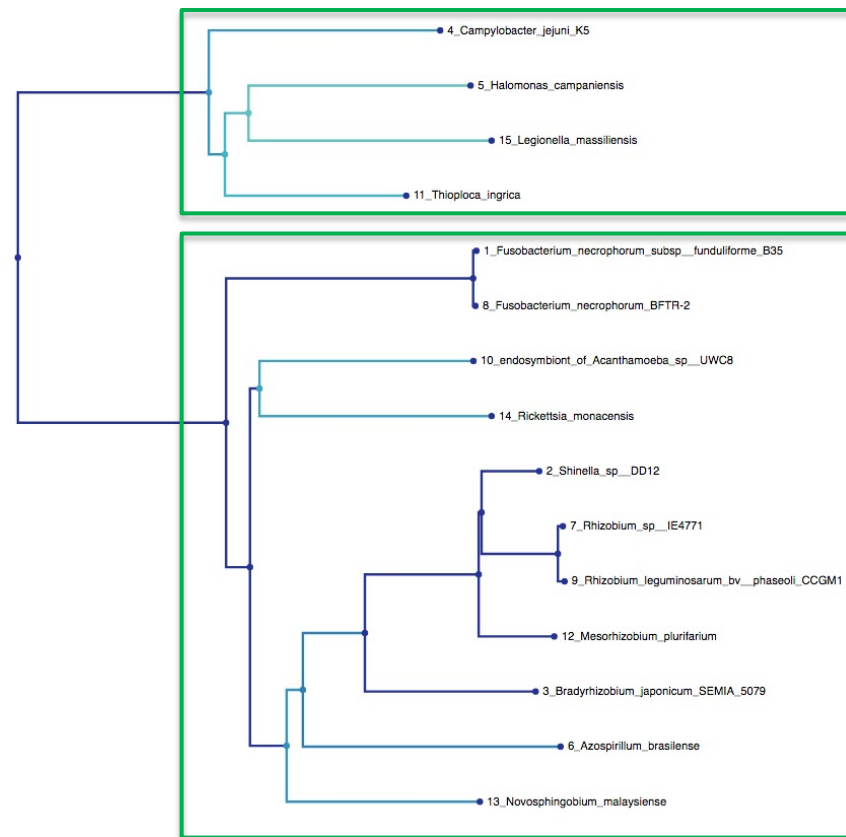 4_Campylobacter_jejuni_K5
5_Halomonas_campaniensis
15_Legionella_massiliensis
11_Thioploca_ingrica
1_Fusobacterium_necrophorum_subsp__funduliforme_B35
8_Fusobacterium_necrophorum_BFTR-2
10_endosymbiont_of_Acanthamoeba_sp__UWC8
14_Rickettsia_monacensis
2_Shinella_sp__DD12
7_Rhizobium_sp__IE4771
9_Rhizobium_leguminosarum_bv__phaseoli_CCGM1
12_Mesorhizobium_plurifarium
3_Bradyrhizobium_japonicum_SEMIA_5079
6_Azospirillum_brasilense
13_Novosphingobium_malaysiense